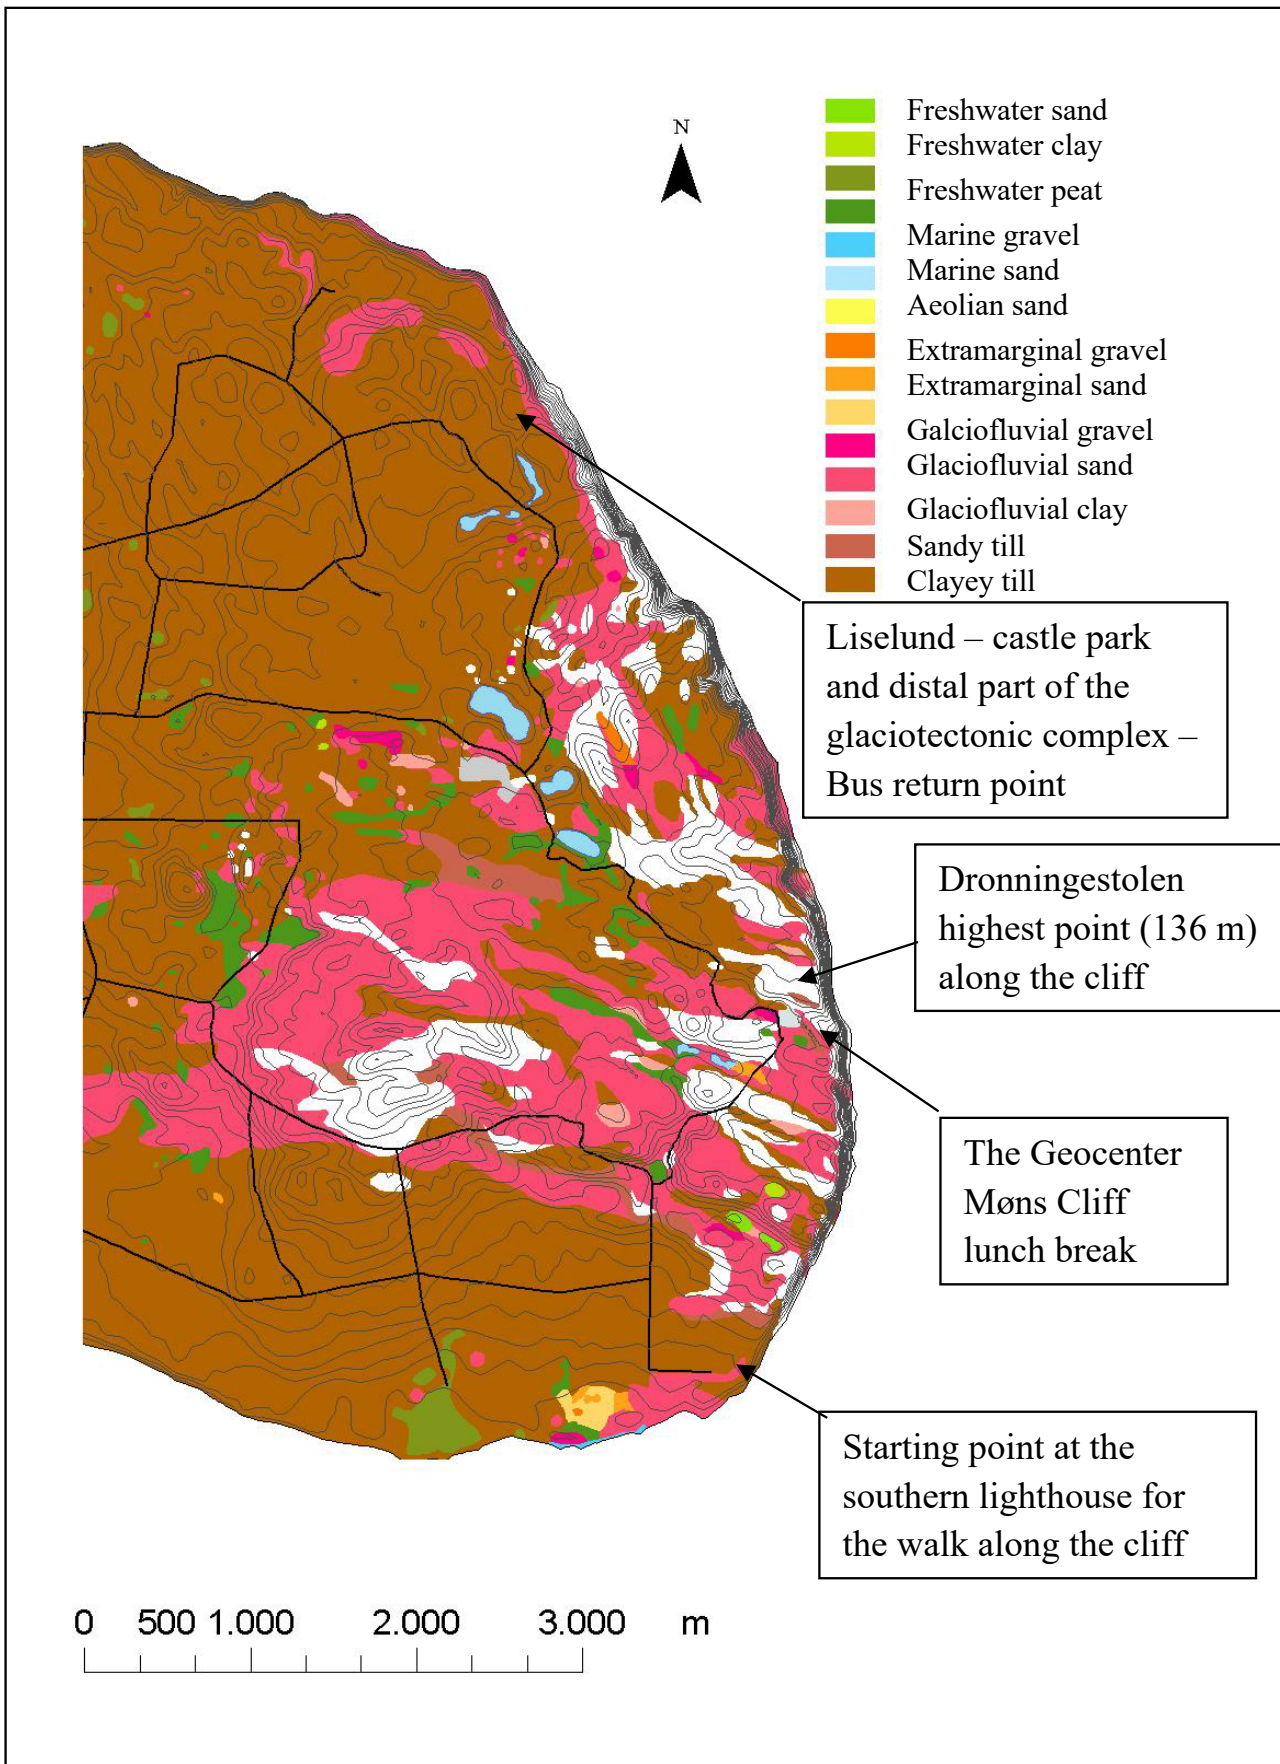 N
Freshwater sand
Freshwater clay
Freshwater peat
Marine gravel
Marine sand
Aeolian sand
Extramarginal gravel
Extramarginal sand
Galciofluvial gravel
Glaciofluvial sand
Glaciofluvial clay
Sandy till
Clayey till
Liselund – castle park
and distal part of the
glaciotectonic complex –
Bus return point
Dronningestolen
highest point (136 m)
along the cliff
The Geocenter
Møns Cliff
lunch break
Starting point at the
southern lighthouse for
the walk along the cliff
0 500 1.000 2.000 3.000 m